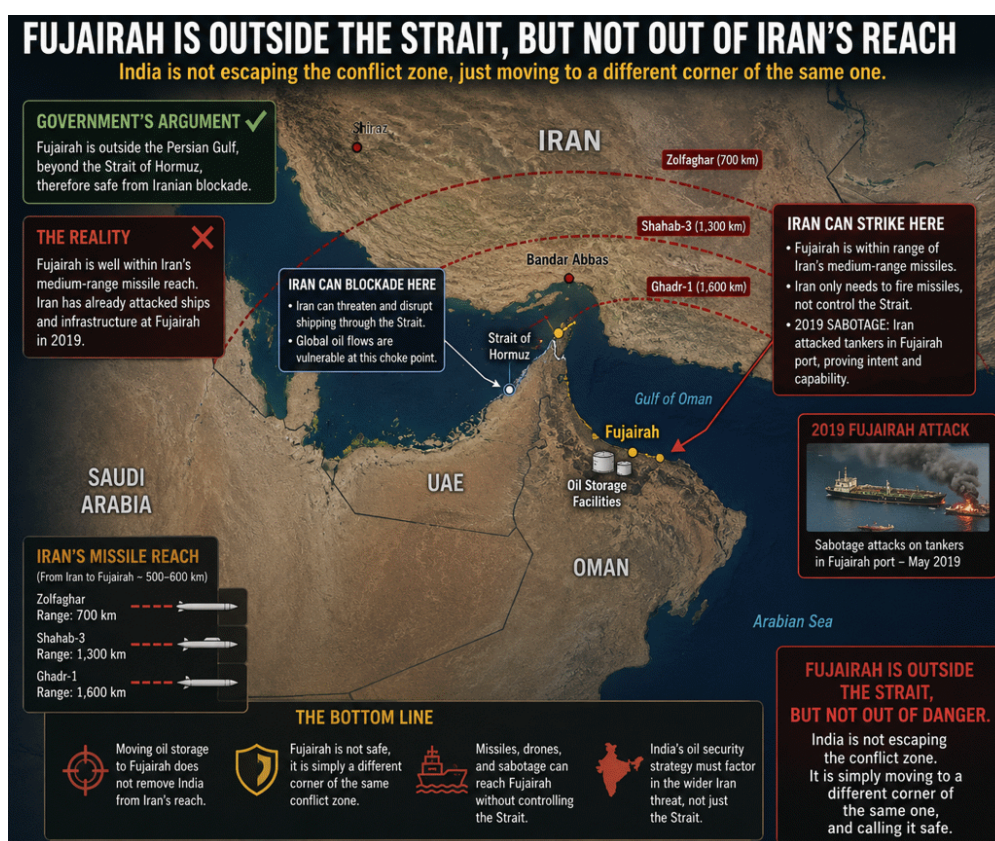 FUJAIRAH IS OUTSIDE THE STRAIT, BUT NOT OUT OF IRAN'S REACH
India is not escaping the conflict zone, just moving to a different corner of the same one.
GOVERNMENT'S ARGUMENT
Fujairah is outside the Persian Gulf,
beyond the Strait of Hormuz,
therefore safe from Iranian blockade.
THE REALITY
Fujairah is well within Iran's
medium-range missile reach.
Iran has already attacked ships
and infrastructure at Fujairah
in 2019.
Shiraz
IRAN
Zolfaghar (700 km)
Shahab-3 (1,300 km)
Bandar Abbas
Ghadr-1 (1,600 km)
IRAN CAN BLOCKADE HERE
• Iran can threaten and disrupt
shipping through the Strait.
• Global oil flows are
vulnerable at this choke point.
Strait of
Hormuz
IRAN CAN STRIKE HERE
• Fujairah is within range of
Iran's medium-range missiles.
• Iran only needs to fire missiles,
not control the Strait.
• 2019 SABOTAGE: Iran
attacked tankers in Fujairah
port, proving intent and
capability.
Gulf of Oman
Fujairah
Oil Storage
Facilities
SAUDI
ARABIA
UAE
OMAN
Arabian Sea
2019 FUJAIRAH ATTACK
Sabotage attacks on tankers
in Fujairah port – May 2019
IRAN'S MISSILE REACH
(From Iran to Fujairah ~ 500–600 km)
Zolfaghar
Range: 700 km
Shahab-3
Range: 1,300 km
Ghadr-1
Range: 1,600 km
THE BOTTOM LINE
Moving oil storage
to Fujairah does
not remove India
from Iran's reach.
Fujairah is not safe,
it is simply a different
corner of the same
conflict zone.
Missiles, drones,
and sabotage can
reach Fujairah
without controlling
the Strait.
India's oil security
strategy must factor
in the wider Iran
threat, not just
the Strait.
FUJAIRAH IS OUTSIDE
THE STRAIT,
BUT NOT OUT OF DANGER.
India is not escaping
the conflict zone.
It is simply moving to a
different corner of
the same one,
and calling it safe.